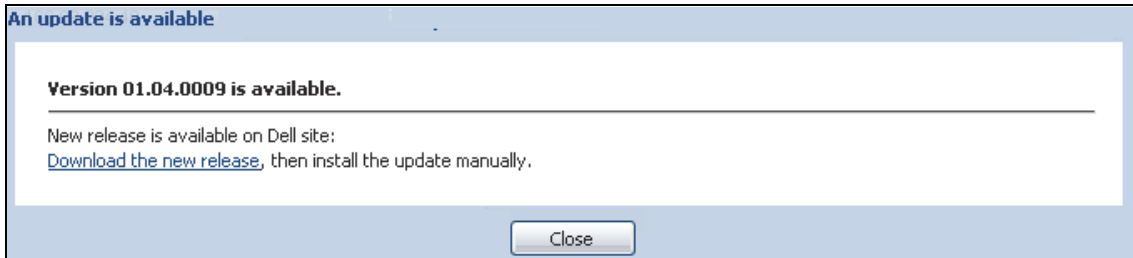 An update is available
Version 01.04.0009 is available.
New release is available on Dell site:
Download the new release, then install the update manually.
Close